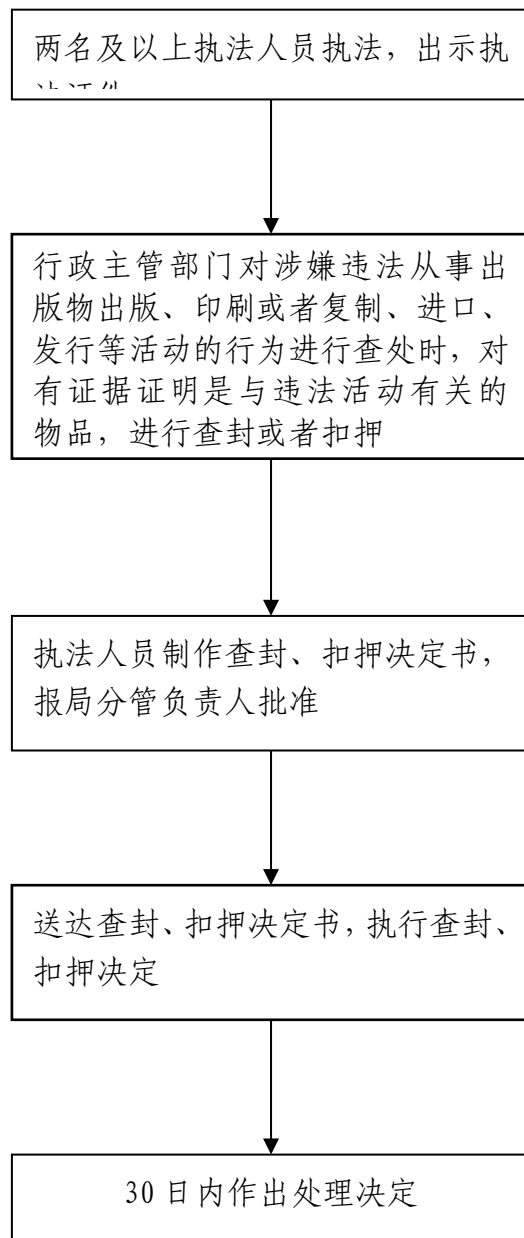 两名及以上执法人员执法，出示执
法证件
行政主管部门对涉嫌违法从事出
版物出版、印刷或者复制、进口、
发行等活动的行为进行查处时，对
有证据证明是与违法活动有关的
物品，进行查封或者扣押
执法人员制作查封、扣押决定书，
报局分管负责人批准
送达查封、扣押决定书，执行查封、
扣押决定
30 日内作出处理决定